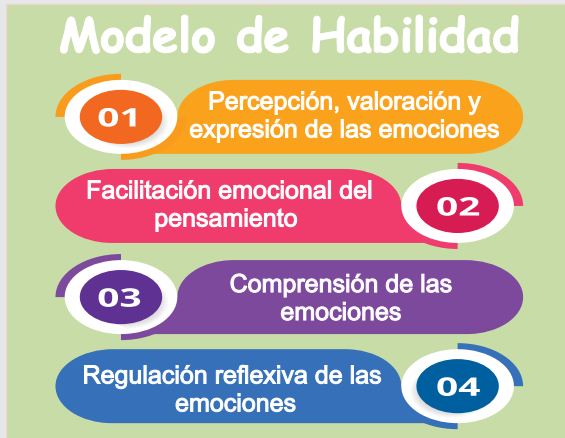 Modelo de Habilidad
01
Percepción, valoración y
expresión de las emociones
Facilitación emocional del
pensamiento
02
03
Comprensión de las
emociones
Regulación reflexiva de las
emociones
04